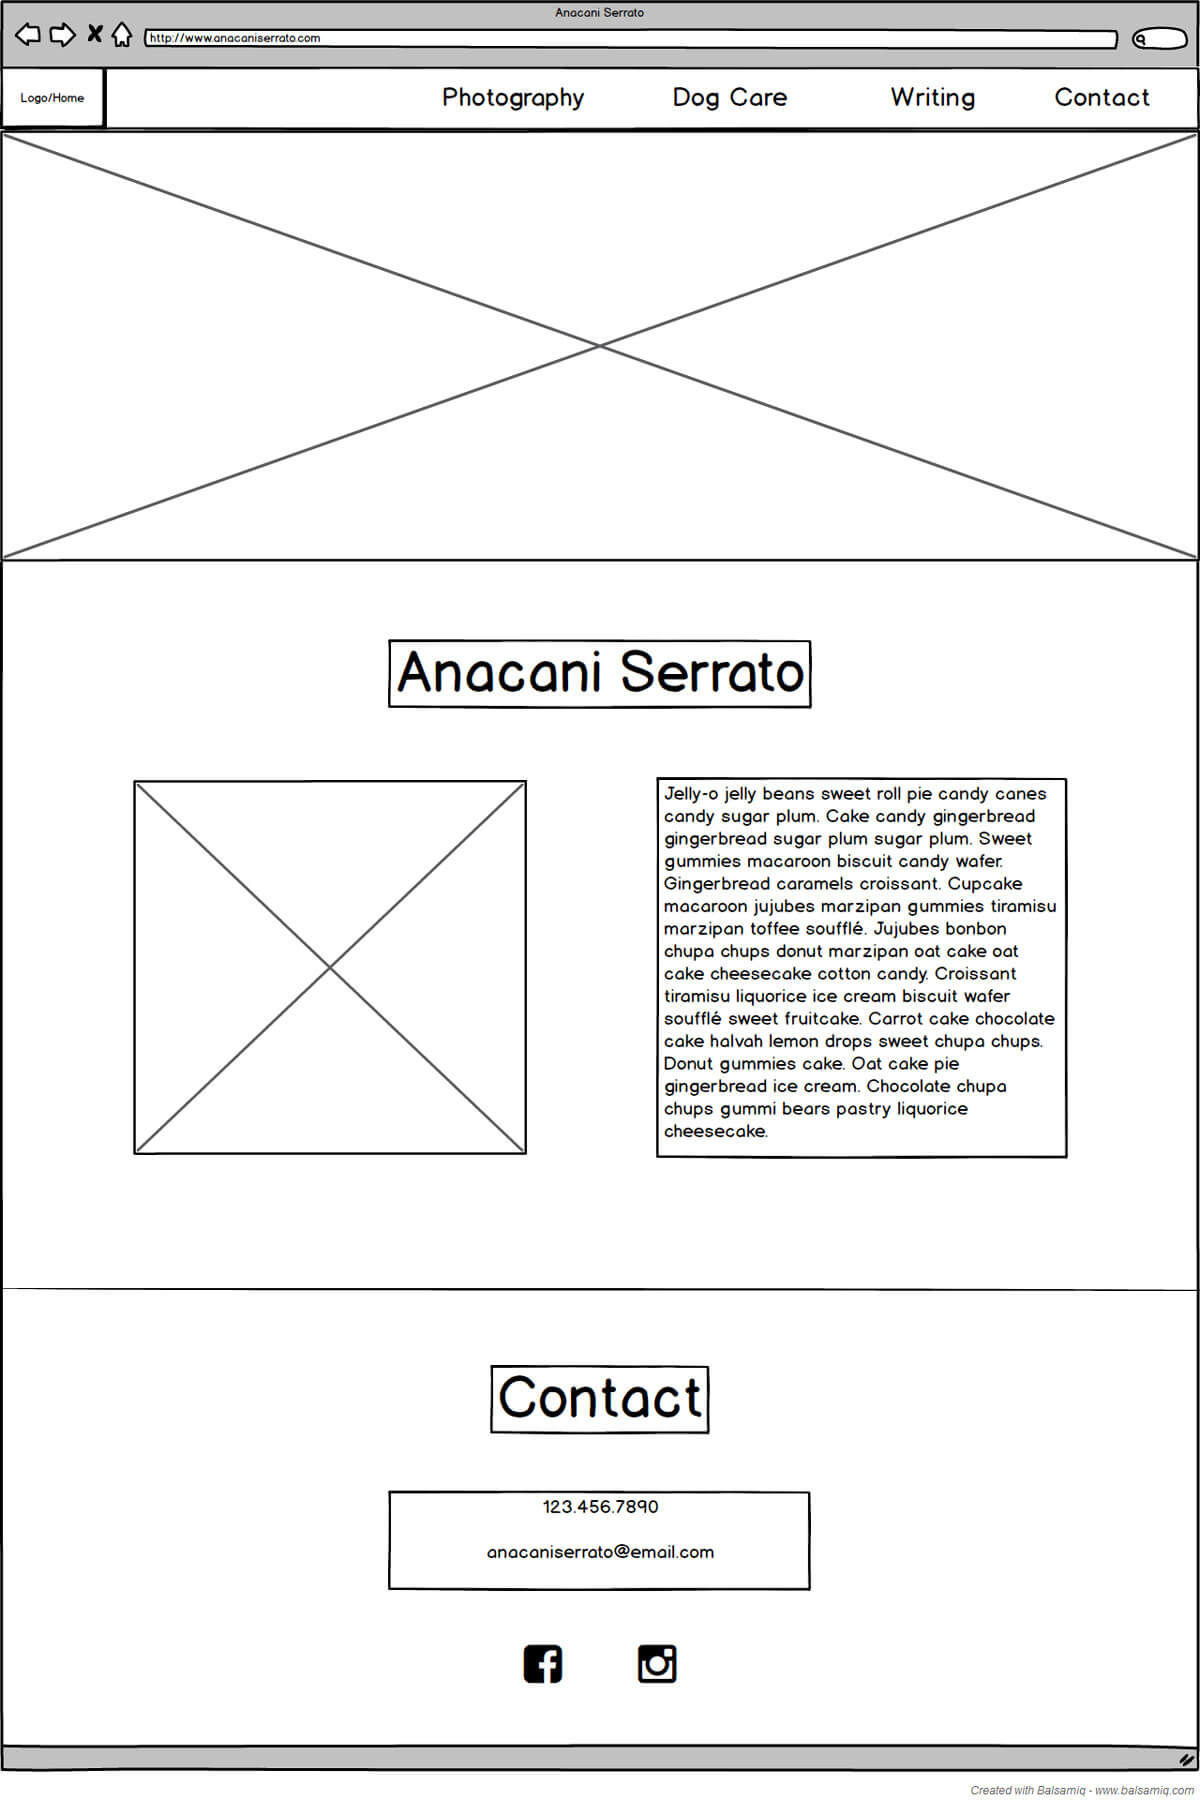 Anacani Serrato
http://www.anacaniserrato.com
Logo/Home
Photography
Dog Care
Writing
Contact
Anacani Serrato
Jelly-o jelly beans sweet roll pie candy canes
candy sugar plum. Cake candy gingerbread
gingerbread sugar plum sugar plum. Sweet
gummies macaroon biscuit candy wafer.
Gingerbread caramels croissant. Cupcake
macaroon jujubes marzipan gummies tiramisu
marzipan toffee soufflé. Jujubes bonbon
chupa chups donut marzipan oat cake oat
cake cheesecake cotton candy. Croissant
tiramisu liquorice ice cream biscuit wafer
soufflé sweet fruitcake. Carrot cake chocolate
cake halvah lemon drops sweet chupa chups.
Donut gummies cake. Oat cake pie
gingerbread ice cream. Chocolate chupa
chups gummi bears pastry liquorice
cheesecake.
Contact
123.456.7890
anacaniserrato@email.com
Created with Balsamiq - www.balsamiq.com